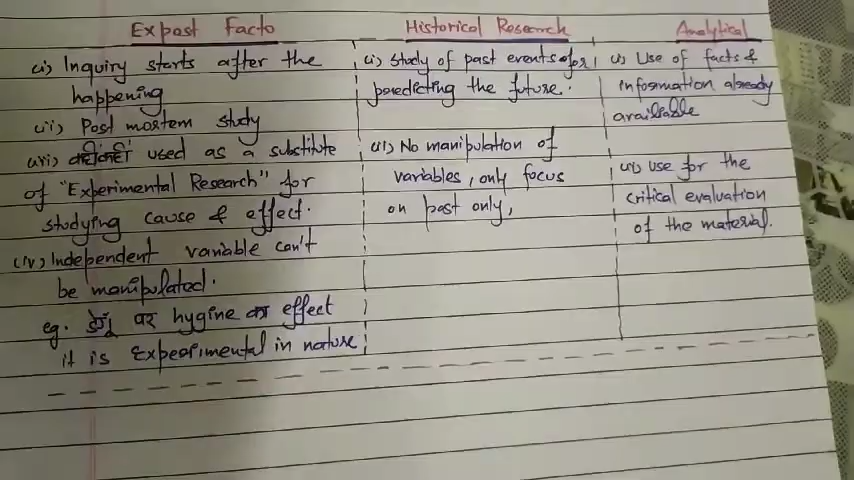 Expost Facto
(i) Inquiry starts after the
happening
(ii) Post mortem study
(iii) used as a substitute
of "Experimental Research" for
studying cause & effect.
(iv) Independent variable can't
be manipulated.
eg. डेंगू पर hygine का effect
it is Experimental in nature
Historical Research
(i) Study of past events for
predicting the future.
(ii) No manipulation of
variables, only focus
on past only,
Analytical
(i) Use of facts &
information already
available
(ii) use for the
critical evaluation
of the material.